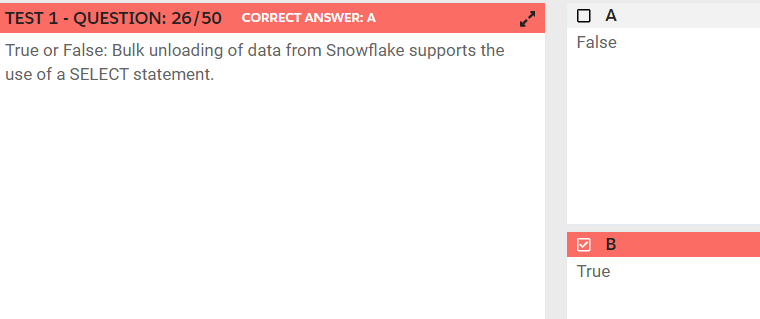 TEST 1 - QUESTION: 26/50 CORRECT ANSWER: A
True or False: Bulk unloading of data from Snowflake supports the
use of a SELECT statement.
A
False
B
True